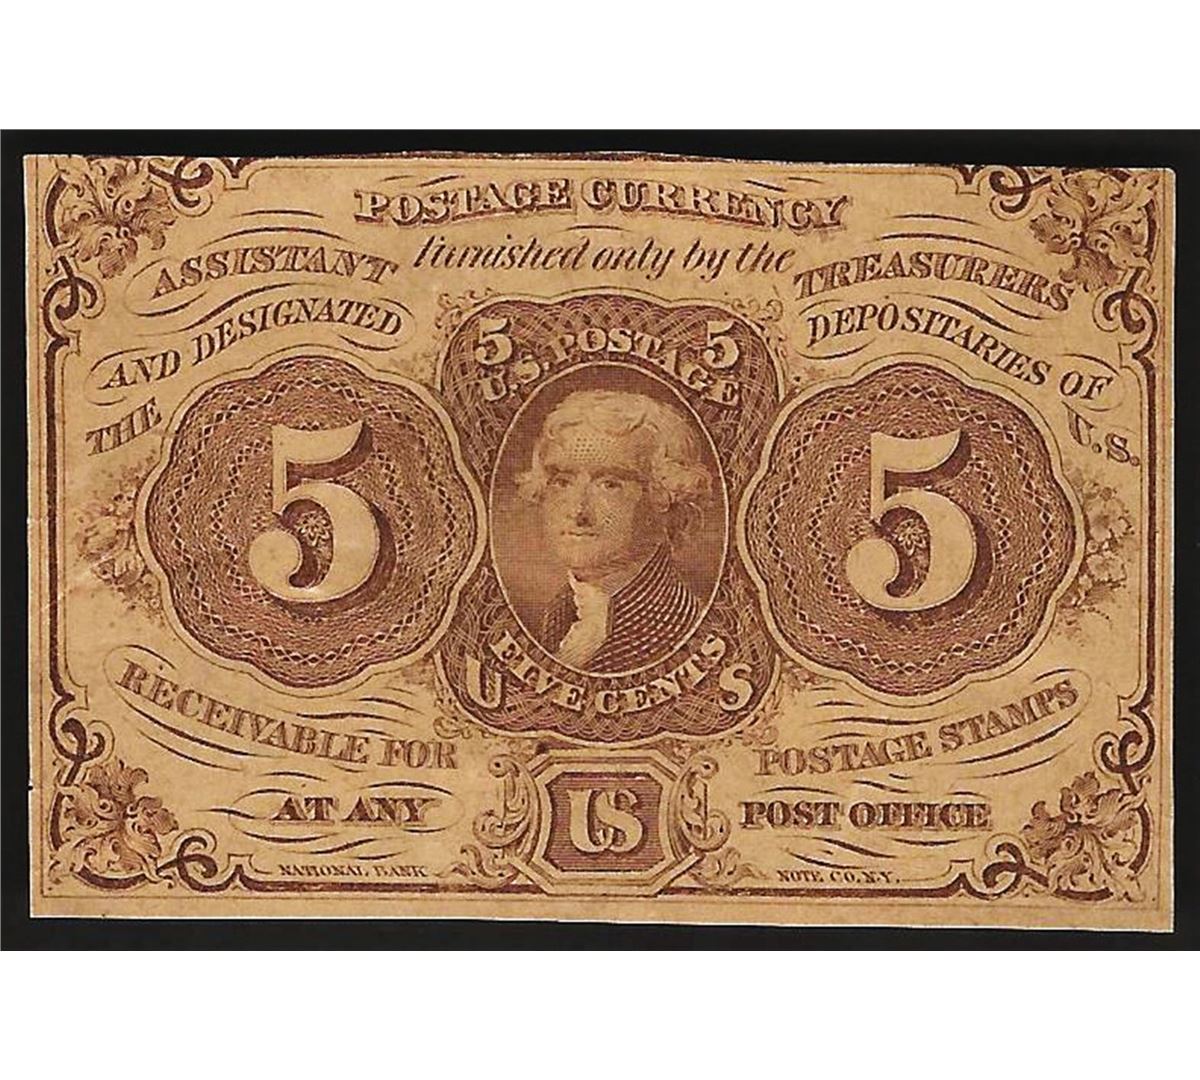 POSTAGE CURRENCY
furnished only by the
ASSISTANT TREASURERS
AND DESIGNATED DEPOSITARIES OF
THE U.S.
5 5
U.S. POSTAGE
5 5
FIVE CENTS
U S
RECEIVABLE FOR POSTAGE STAMPS
AT ANY US POST OFFICE
NATIONAL BANK NOTE CO. N.Y.